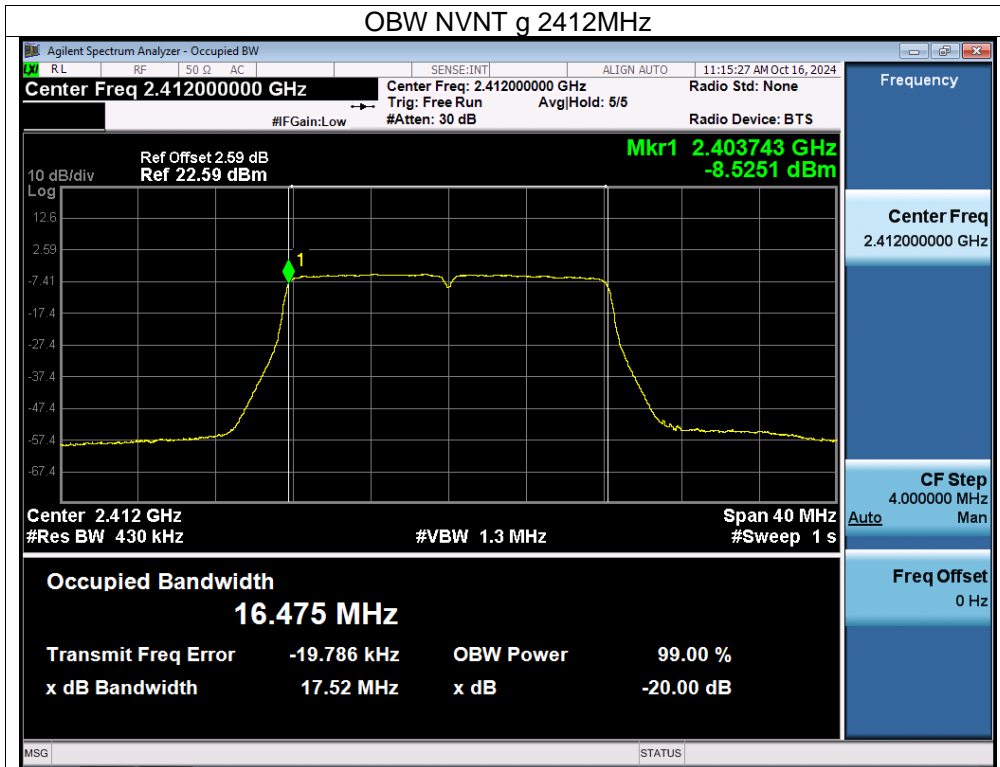 OBW NVNT g 2412MHz
Agilent Spectrum Analyzer - Occupied BW
LXI RL RF 50 Ω AC SENSE:INT ALIGN AUTO 11:15:27 AM Oct 16, 2024
Center Freq 2.412000000 GHz
Center Freq: 2.412000000 GHz Radio Std: None
Trig: Free Run Avg|Hold: 5/5
#IFGain:Low #Atten: 30 dB Radio Device: BTS
Frequency
Mkr1 2.403743 GHz
-8.5251 dBm
Ref Offset 2.59 dB
10 dB/div Ref 22.59 dBm
Log
12.6
2.59
-7.41
-17.4
-27.4
-37.4
-47.4
-57.4
-67.4
1
Center 2.412 GHz Span 40 MHz
#Res BW 430 kHz #VBW 1.3 MHz #Sweep 1 s
Occupied Bandwidth
16.475 MHz
Transmit Freq Error -19.786 kHz OBW Power 99.00 %
x dB Bandwidth 17.52 MHz x dB -20.00 dB
Center Freq
2.412000000 GHz
CF Step
4.000000 MHz
Auto Man
Freq Offset
0 Hz
MSG STATUS